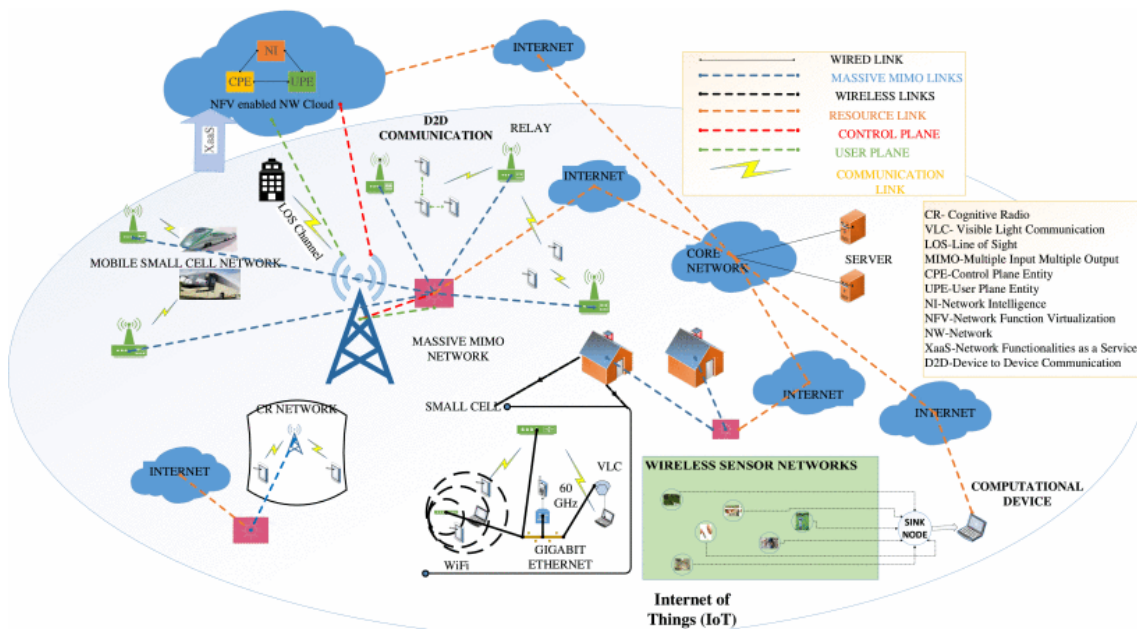 NI
CPE
UPE
NFV enabled NW Cloud
XaaS
INTERNET
WIRED LINK
MASSIVE MIMO LINKS
WIRELESS LINKS
RESOURCE LINK
CONTROL PLANE
USER PLANE
COMMUNICATION
LINK
D2D
COMMUNICATION
RELAY
INTERNET
LOS Channel
MOBILE SMALL CELL NETWORK
CORE
NETWORK
SERVER
CR- Cognitive Radio
VLC- Visible Light Communication
LOS-Line of Sight
MIMO-Multiple Input Multiple Output
CPE-Control Plane Entity
UPE-User Plane Entity
NI-Network Intelligence
NFV-Network Function Virtualization
NW-Network
XaaS-Network Functionalities as a Service
D2D-Device to Device Communication
MASSIVE MIMO
NETWORK
SMALL CELL
INTERNET
INTERNET
CR NETWORK
INTERNET
VLC
60
GHz
WiFi
GIGABIT
ETHERNET
WIRELESS SENSOR NETWORKS
SINK
NODE
COMPUTATIONAL
DEVICE
Internet of
Things (IoT)